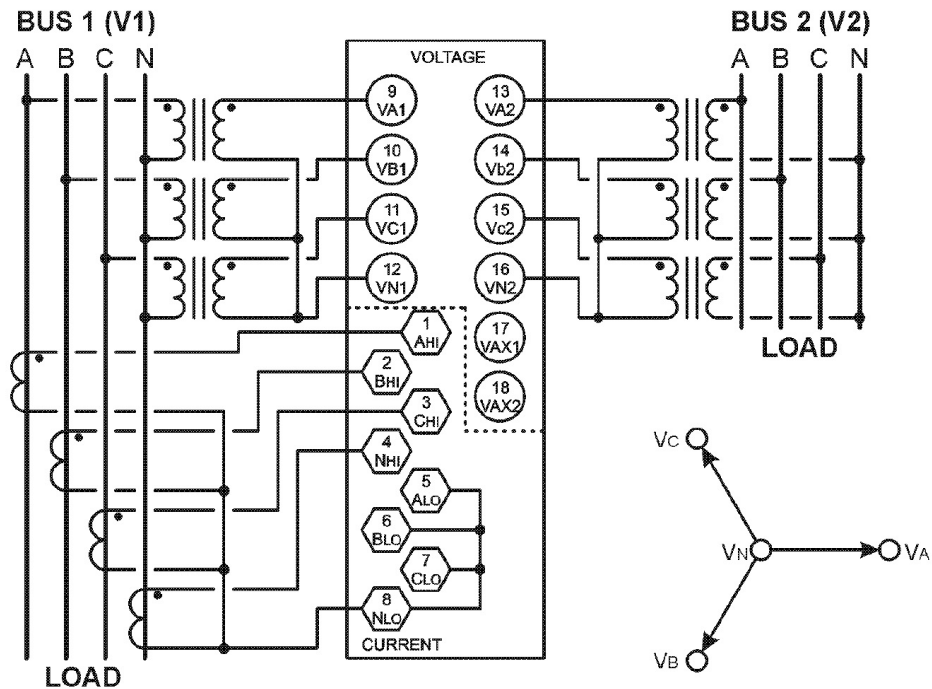 BUS 1 (V1)
A B C N
VOLTAGE
BUS 2 (V2)
A B C N
9
VA1
13
VA2
10
VB1
14
Vb2
11
VC1
15
Vc2
12
VN1
16
VN2
1
AHI
17
VAX1
2
BHI
18
VAX2
3
CHI
4
NHI
5
ALO
6
BLO
7
CLO
8
NLO
CURRENT
LOAD
LOAD
VC
VN
VA
VB